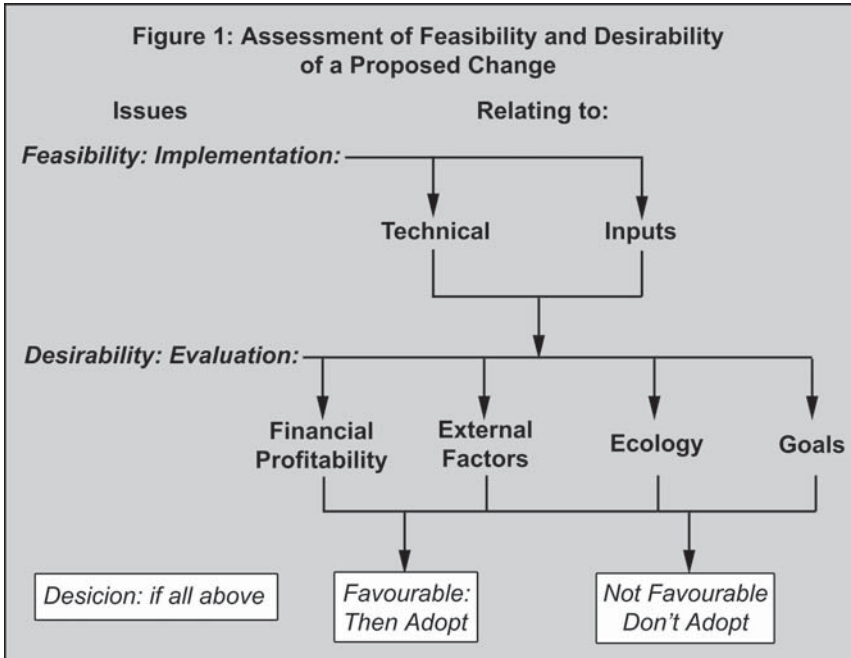 Figure 1: Assessment of Feasibility and Desirability
of a Proposed Change
Issues
Relating to:
Feasibility: Implementation:
Technical
Inputs
Desirability: Evaluation:
Financial
Profitability
External
Factors
Ecology
Goals
Desicion: if all above
Favourable:
Then Adopt
Not Favourable
Don't Adopt